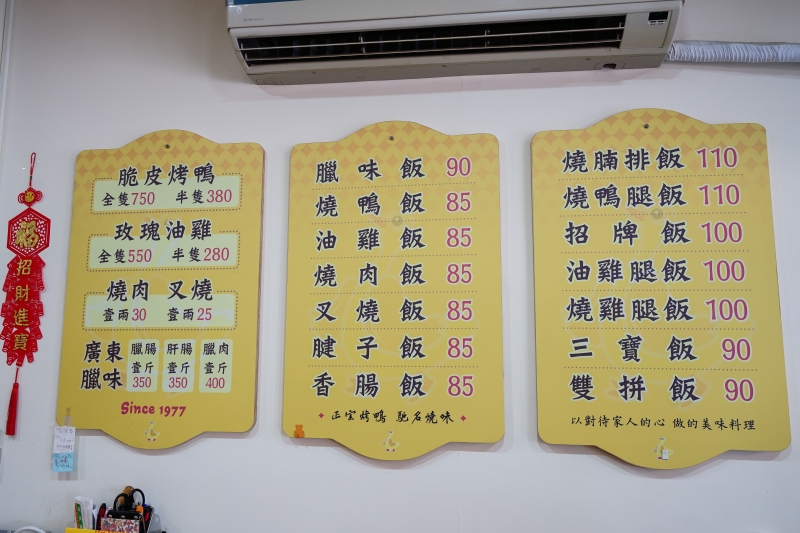 福
招財進寶
脆皮烤鴨
全隻750 半隻380
玫瑰油雞
全隻550 半隻280
燒肉 叉燒
壹兩30 壹兩25
廣東臘味
臘腸 壹斤 350
肝腸 壹斤 350
臘肉 壹斤 400
Since 1977
臘味飯 90
燒鴨飯 85
油雞飯 85
燒肉飯 85
叉燒飯 85
腱子飯 85
香腸飯 85
正宗烤鴨 馳名燒味
燒腩排飯 110
燒鴨腿飯 110
招牌飯 100
油雞腿飯 100
燒雞腿飯 100
三寶飯 90
雙拼飯 90
以對待家人的心 做的美味料理